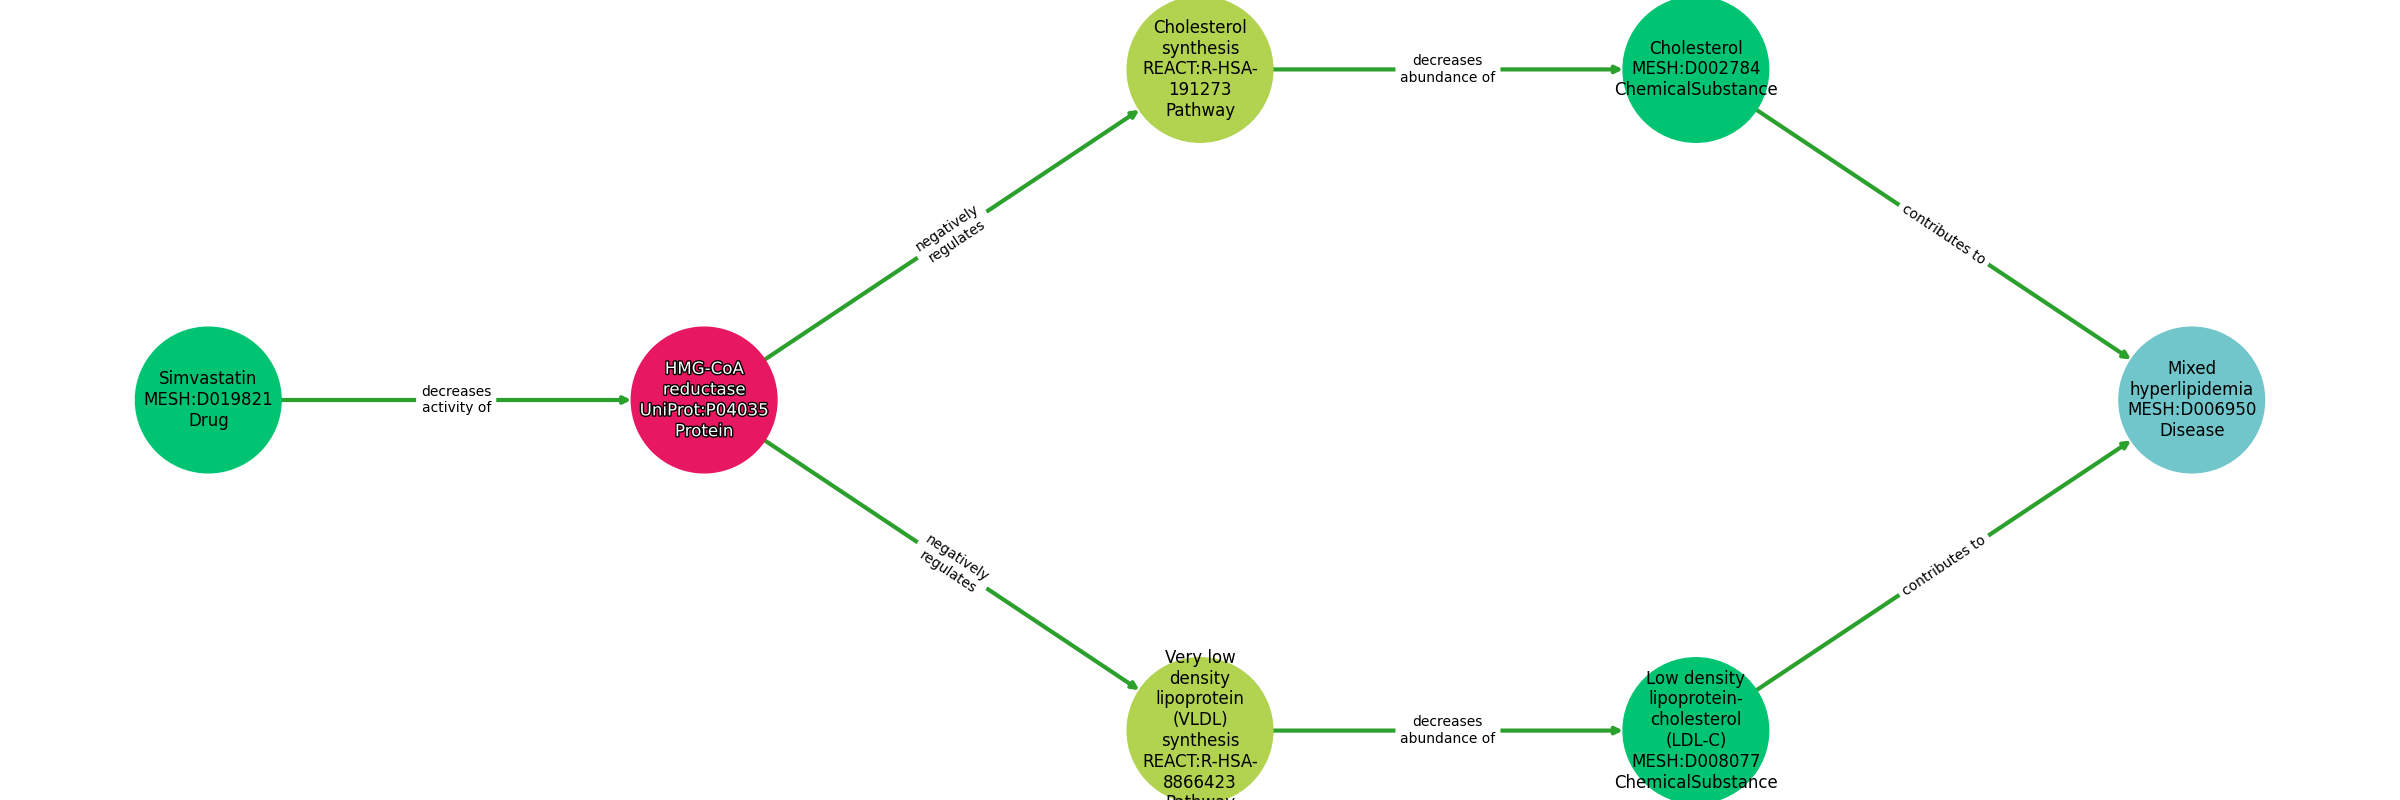 Cholesterol
synthesis
REACT:R-HSA-
191273
Pathway
decreases
abundance of
Cholesterol
MESH:D002784
ChemicalSubstance
negatively
regulates
contributes to
Simvastatin
MESH:D019821
Drug
decreases
activity of
HMG-CoA
reductase
UniProt:P04035
Protein
Mixed
hyperlipidemia
MESH:D006950
Disease
negatively
regulates
contributes to
Very low
density
lipoprotein
(VLDL)
synthesis
REACT:R-HSA-
8866423
Pathway
decreases
abundance of
Low density
lipoprotein-
cholesterol
(LDL-C)
MESH:D008077
ChemicalSubstance